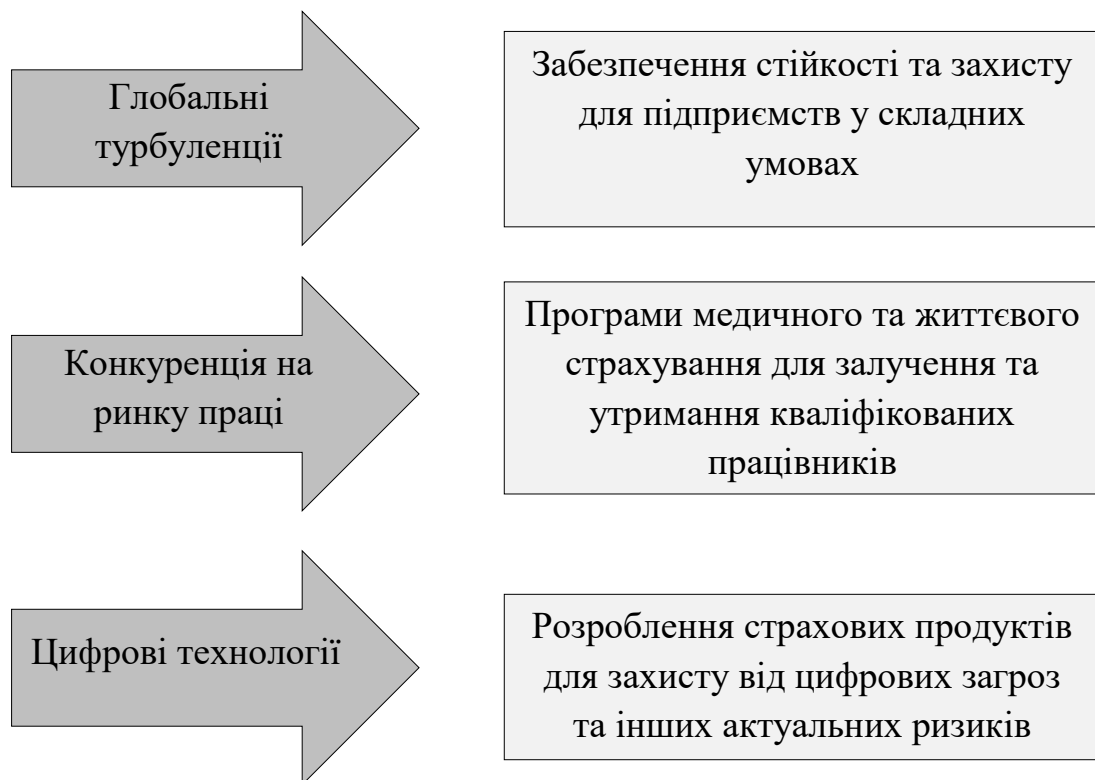 Глобальні
турбуленції
Забезпечення стійкості та захисту
для підприємств у складних
умовах
Конкуренція на
ринку праці
Програми медичного та життєвого
страхування для залучення та
утримання кваліфікованих
працівників
Цифрові технології
Розроблення страхових продуктів
для захисту від цифрових загроз
та інших актуальних ризиків